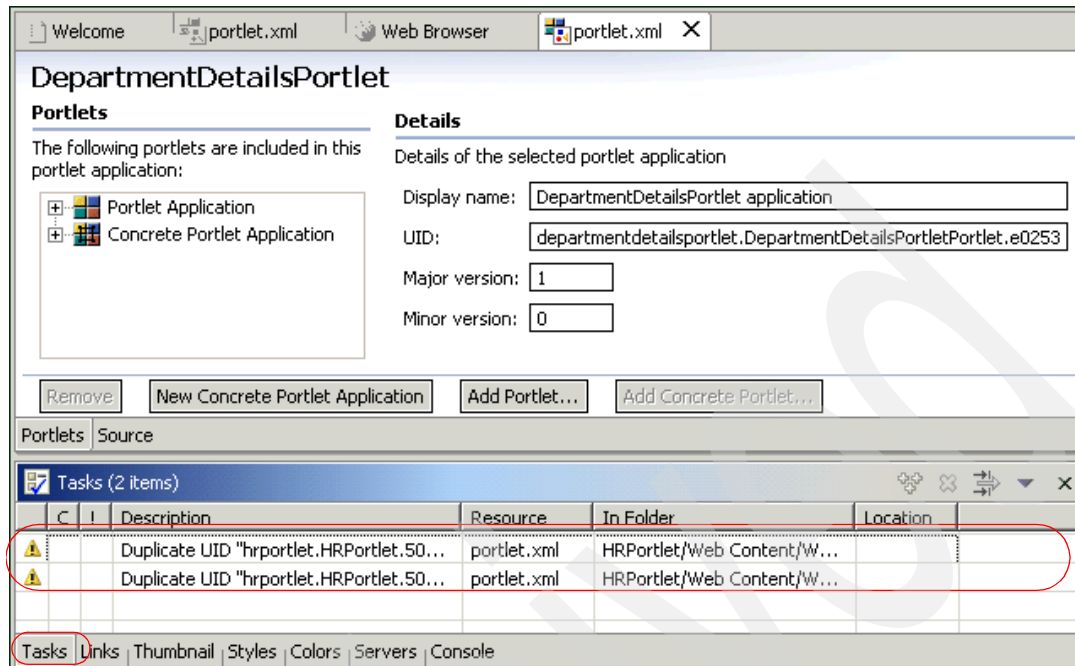 Welcome portlet.xml Web Browser portlet.xml X
DepartmentDetailsPortlet
Portlets
The following portlets are included in this
portlet application:
Portlet Application
Concrete Portlet Application
Details
Details of the selected portlet application
Display name: DepartmentDetailsPortlet application
UID: departmentdetailsportlet.DepartmentDetailsPortletPortlet.e0253
Major version: 1
Minor version: 0
Remove New Concrete Portlet Application Add Portlet... Add Concrete Portlet...
Portlets Source
Tasks (2 items)
C ! Description Resource In Folder Location
Duplicate UID "hrportlet.HRPortlet.50... portlet.xml HRPortlet/Web Content/W...
Duplicate UID "hrportlet.HRPortlet.50... portlet.xml HRPortlet/Web Content/W...
Tasks Links Thumbnail Styles Colors Servers Console